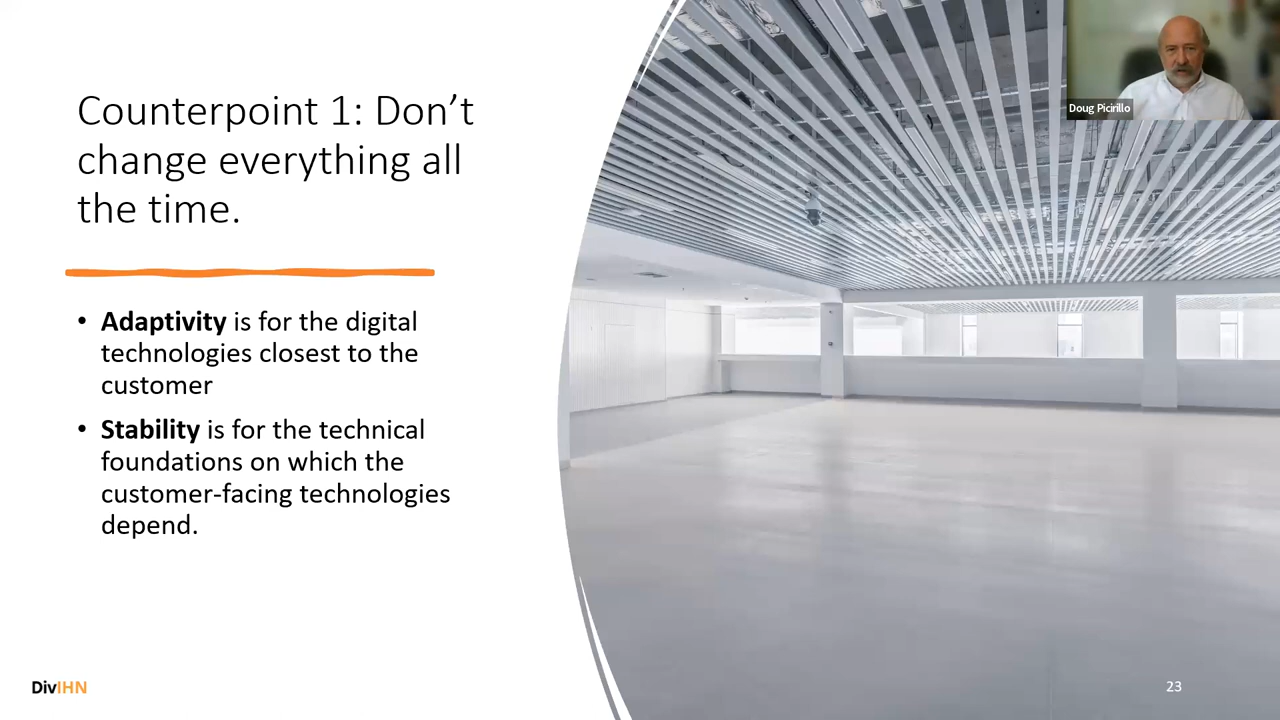 Counterpoint 1: Don’t
change everything all
the time.
• Adaptivity is for the digital
technologies closest to the
customer
• Stability is for the technical
foundations on which the
customer-facing technologies
depend.
Doug Picirillo
DivIHN
23